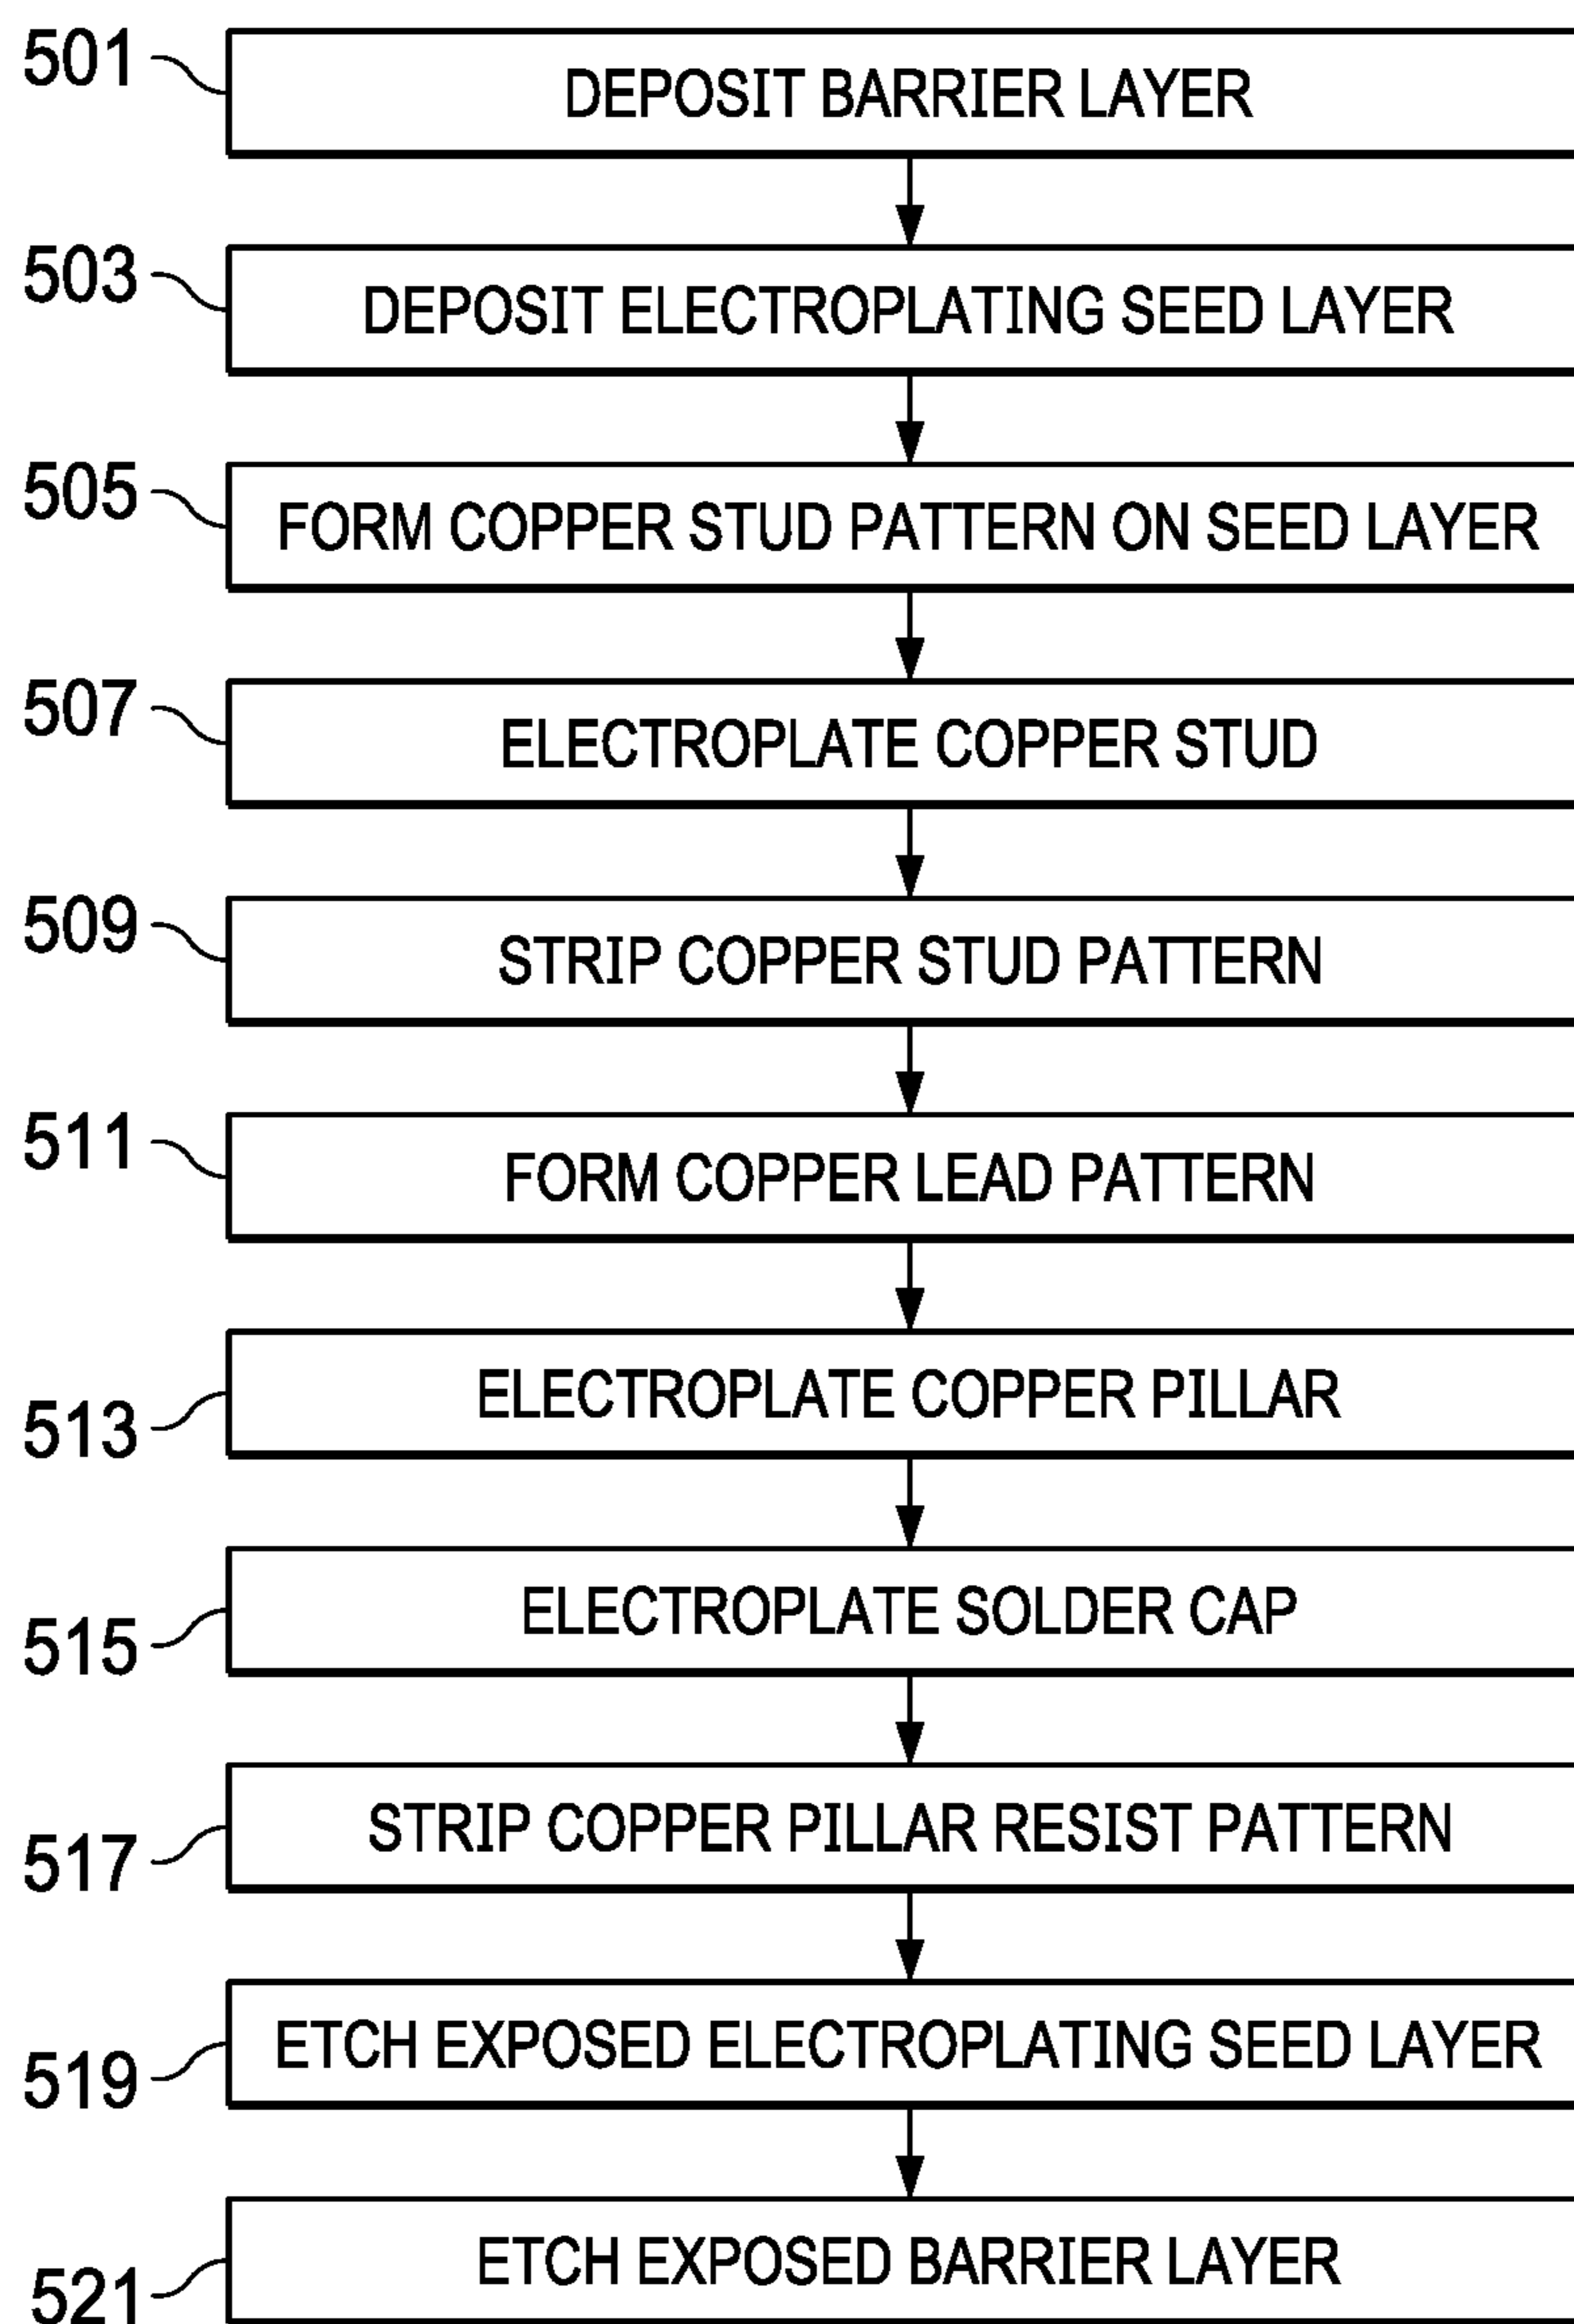 501
DEPOSIT BARRIER LAYER
503
DEPOSIT ELECTROPLATING SEED LAYER
505
FORM COPPER STUD PATTERN ON SEED LAYER
507
ELECTROPLATE COPPER STUD
509
STRIP COPPER STUD PATTERN
511
FORM COPPER LEAD PATTERN
513
ELECTROPLATE COPPER PILLAR
515
ELECTROPLATE SOLDER CAP
517
STRIP COPPER PILLAR RESIST PATTERN
519
ETCH EXPOSED ELECTROPLATING SEED LAYER
521
ETCH EXPOSED BARRIER LAYER